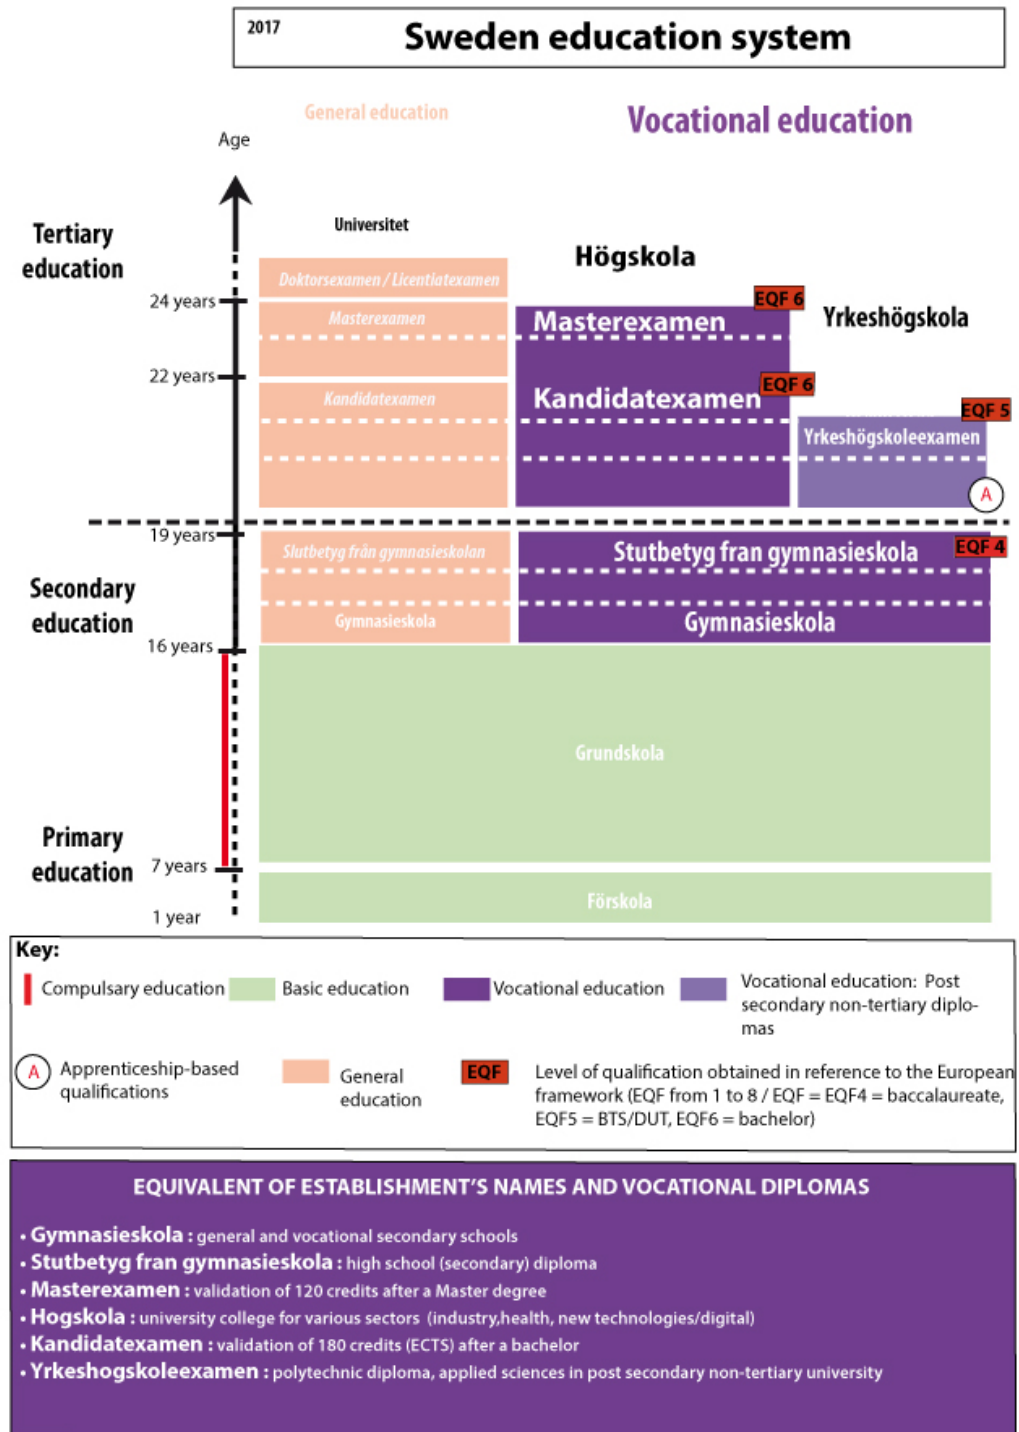 2017
Sweden education system
General education
Vocational education
Age
Universitet
Tertiary
education
Högskola
Doktorsexamen / Licentiatexamen
24 years
EQF 6
Masterexamen
Masterexamen
Yrkeshögskola
22 years
EQF 6
Kandidatexamen
Kandidatexamen
EQF 5
Yrkeshögskoleexamen
A
19 years
Slutbetyg från gymnasieskolan
Stutbetyg fran gymnasieskola
EQF 4
Secondary
education
Gymnasieskola
Gymnasieskola
16 years
Grundskola
Primary
education
7 years
Förskola
1 year
Key:
Compulsary education
Basic education
Vocational education
Vocational education: Post
secondary non-tertiary diplo-
mas
A
Apprenticeship-based
qualifications
General
education
EQF
Level of qualification obtained in reference to the European
framework (EQF from 1 to 8 / EQF = EQF4 = baccalaureate,
EQF5 = BTS/DUT, EQF6 = bachelor)
EQUIVALENT OF ESTABLISHMENT'S NAMES AND VOCATIONAL DIPLOMAS
• Gymnasieskola : general and vocational secondary schools
• Stutbetyg fran gymnasieskola : high school (secondary) diploma
• Masterexamen : validation of 120 credits after a Master degree
• Hogskola : university college for various sectors (industry,health, new technologies/digital)
• Kandidatexamen : validation of 180 credits (ECTS) after a bachelor
• Yrkeshogskoleexamen : polytechnic diploma, applied sciences in post secondary non-tertiary university